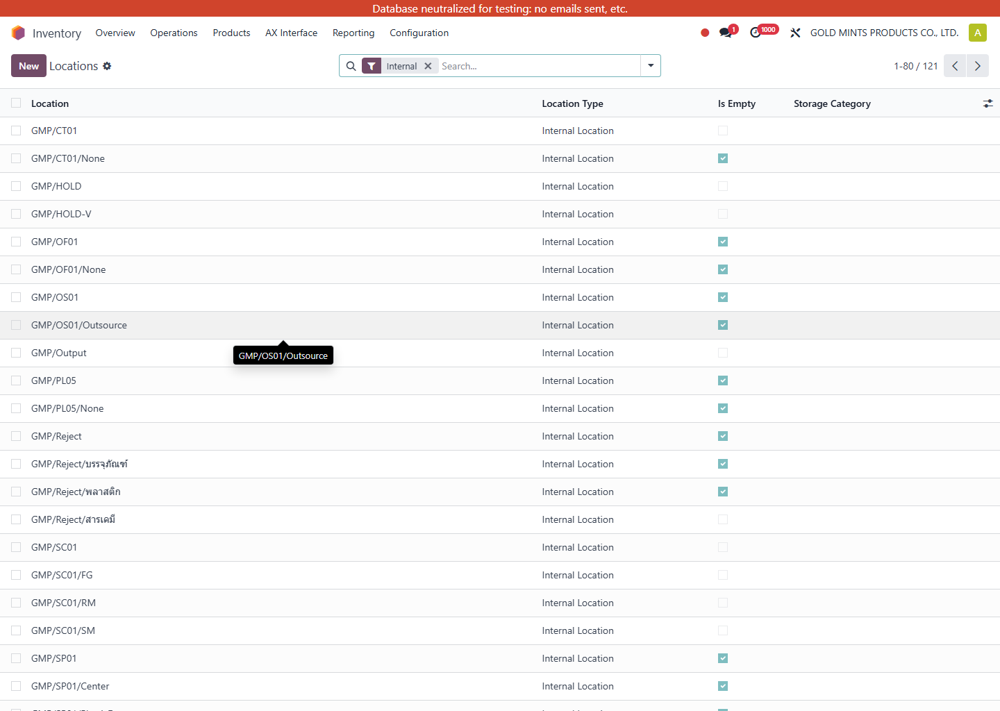 Database neutralized for testing: no emails sent, etc.
Inventory Overview Operations Products AX Interface Reporting Configuration 1 1000 GOLD MINTS PRODUCTS CO., LTD. A
New Locations Internal Search... 1-80 / 121
Location Location Type Is Empty Storage Category
GMP/CT01 Internal Location
GMP/CT01/None Internal Location
GMP/HOLD Internal Location
GMP/HOLD-V Internal Location
GMP/OF01 Internal Location
GMP/OF01/None Internal Location
GMP/OS01 Internal Location
GMP/OS01/Outsource Internal Location
GMP/Output Internal Location
GMP/OS01/Outsource
GMP/PL05 Internal Location
GMP/PL05/None Internal Location
GMP/Reject Internal Location
GMP/Reject/บรรจุภัณฑ์ Internal Location
GMP/Reject/พลาสติก Internal Location
GMP/Reject/สารเคมี Internal Location
GMP/SC01 Internal Location
GMP/SC01/FG Internal Location
GMP/SC01/RM Internal Location
GMP/SC01/SM Internal Location
GMP/SP01 Internal Location
GMP/SP01/Center Internal Location